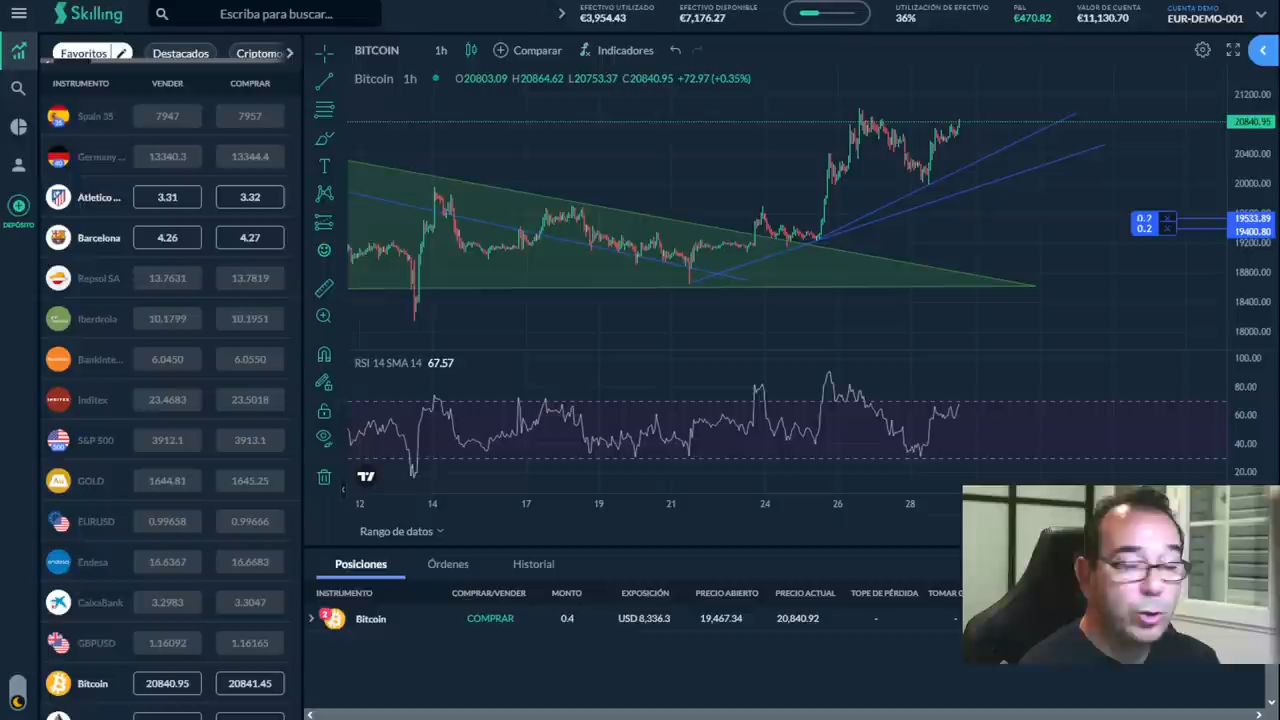 Skilling
Escriba para buscar...
EFECTIVO UTILIZADO
€3,954.43
EFECTIVO DISPONIBLE
€7,176.27
UTILIZACIÓN DE EFECTIVO
36%
P&L
€470.82
VALOR DE CUENTA
€11,130.70
CUENTA DEMO
EUR-DEMO-001
Favoritos
Destacados
Criptomo
INSTRUMENTO VENDER COMPRAR
Spain 35 7947 7957
Germany ... 13340.3 13344.4
Atletico ... 3.31 3.32
Barcelona 4.26 4.27
Repsol SA 13.7631 13.7819
Iberdrola 10.1799 10.1951
Bankinte... 6.0450 6.0550
Inditex 23.4683 23.5018
S&P 500 3912.1 3913.1
GOLD 1644.81 1645.25
EURUSD 0.99658 0.99666
Endesa 16.6367 16.6683
CaixaBank 3.2983 3.3047
GBPUSD 1.16092 1.16165
Bitcoin 20840.95 20841.45
DEPÓSITO
BITCOIN 1h Comparar Indicadores
Bitcoin 1h O20803.09 H20864.62 L20753.37 C20840.95 +72.97 (+0.35%)
21200.00
20840.95
20400.00
20000.00
0.2 19533.89
0.2 19400.80
19200.00
18800.00
18400.00
18000.00
RSI 14 SMA 14 67.57
100.00
80.00
60.00
40.00
20.00
12 14 17 19 21 24 26 28
Rango de datos
Posiciones Órdenes Historial
INSTRUMENTO COMPRAR/VENDER MONTO EXPOSICIÓN PRECIO ABIERTO PRECIO ACTUAL TOPE DE PÉRDIDA TOMAR G
2 Bitcoin COMPRAR 0.4 USD 8,336.3 19,467.34 20,840.92 - -